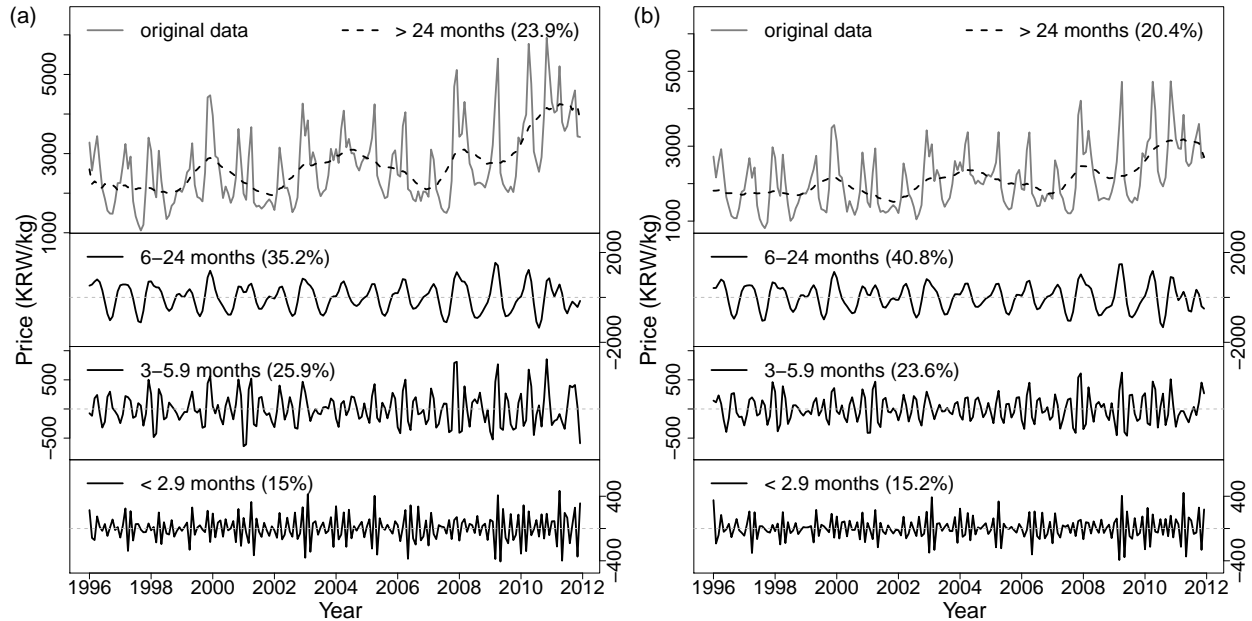 (a)
original data
> 24 months (23.9%)
5000
3000
1000
6−24 months (35.2%)
2000
−2000
3−5.9 months (25.9%)
500
−500
< 2.9 months (15%)
400
−400
Price (KRW/kg)
1996 1998 2000 2002 2004 2006 2008 2010 2012
Year
(b)
original data
> 24 months (20.4%)
5000
3000
1000
6−24 months (40.8%)
2000
−2000
3−5.9 months (23.6%)
500
−500
< 2.9 months (15.2%)
400
−400
Price (KRW/kg)
1996 1998 2000 2002 2004 2006 2008 2010 2012
Year